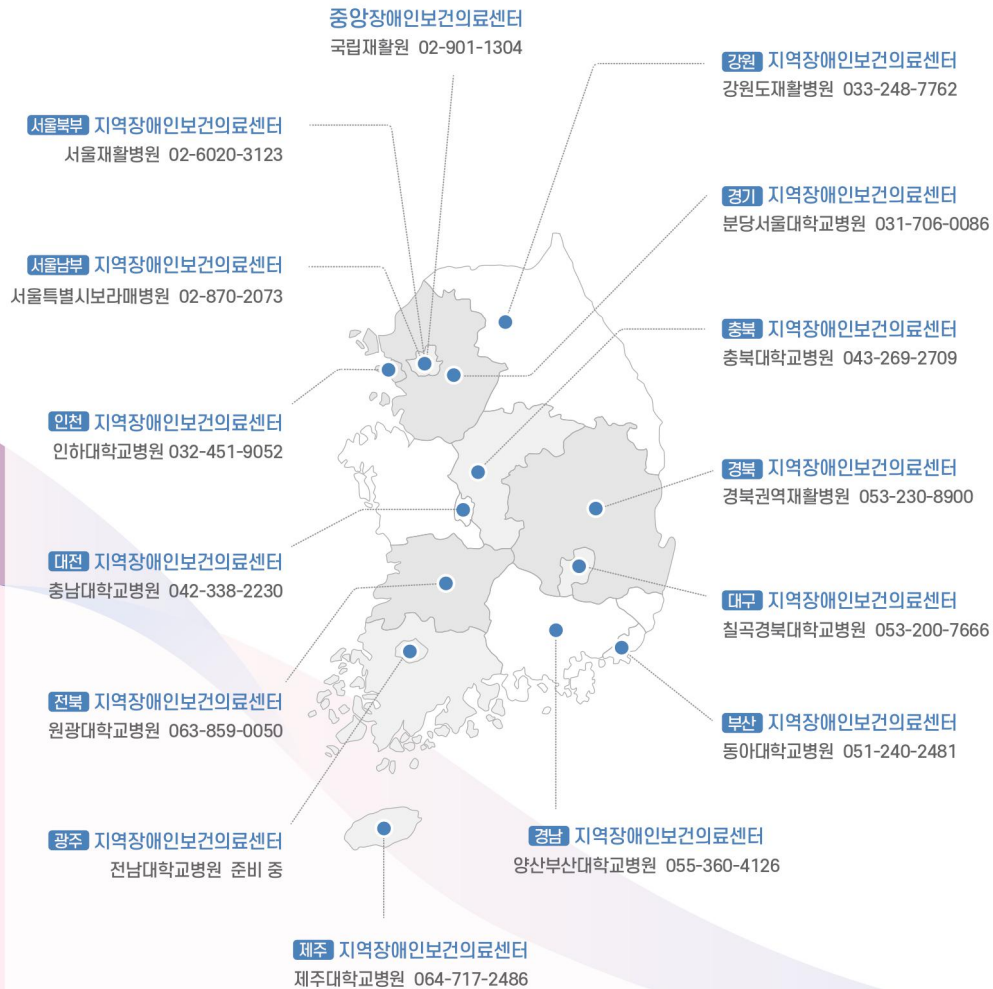 중앙장애인보건의료센터
국립재활원 02-901-1304
강원 지역장애인보건의료센터
강원도재활병원 033-248-7762
서울북부 지역장애인보건의료센터
서울재활병원 02-6020-3123
경기 지역장애인보건의료센터
분당서울대학교병원 031-706-0086
서울남부 지역장애인보건의료센터
서울특별시보라매병원 02-870-2073
충북 지역장애인보건의료센터
충북대학교병원 043-269-2709
인천 지역장애인보건의료센터
인하대학교병원 032-451-9052
경북 지역장애인보건의료센터
경북권역재활병원 053-230-8900
대전 지역장애인보건의료센터
충남대학교병원 042-338-2230
대구 지역장애인보건의료센터
칠곡경북대학교병원 053-200-7666
전북 지역장애인보건의료센터
원광대학교병원 063-859-0050
부산 지역장애인보건의료센터
동아대학교병원 051-240-2481
광주 지역장애인보건의료센터
전남대학교병원 준비 중
경남 지역장애인보건의료센터
양산부산대학교병원 055-360-4126
제주 지역장애인보건의료센터
제주대학교병원 064-717-2486